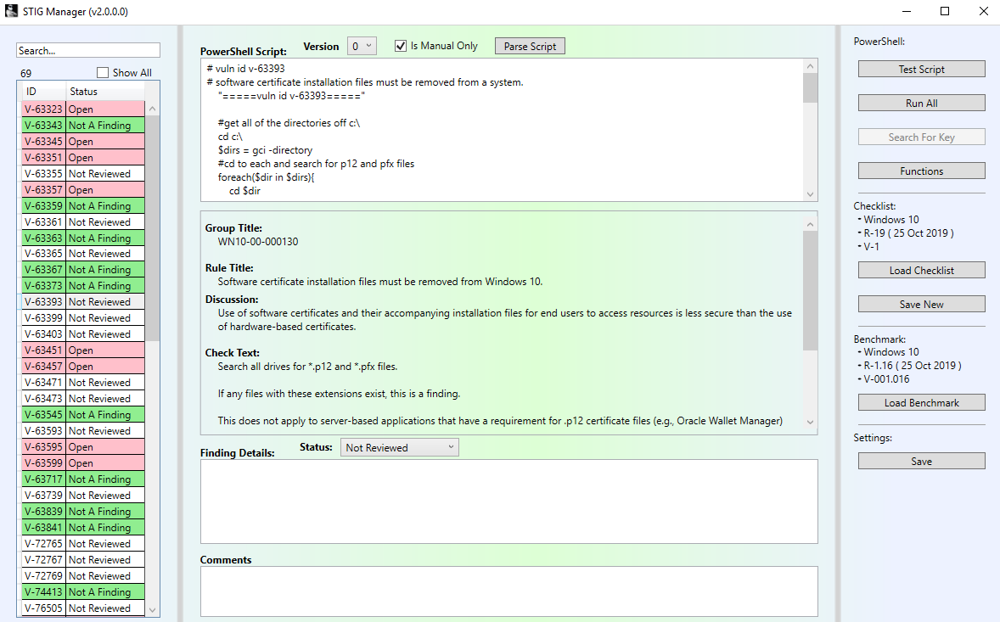 STIG Manager (v2.0.0.0)
Search...
69
Show All
ID Status
V-63323 Open
V-63343 Not A Finding
V-63345 Open
V-63351 Open
V-63355 Not Reviewed
V-63357 Open
V-63359 Not A Finding
V-63361 Not Reviewed
V-63363 Not A Finding
V-63365 Not Reviewed
V-63367 Not A Finding
V-63373 Not A Finding
V-63393 Not Reviewed
V-63399 Not Reviewed
V-63403 Not Reviewed
V-63451 Open
V-63457 Open
V-63471 Not Reviewed
V-63473 Not Reviewed
V-63545 Not A Finding
V-63593 Not Reviewed
V-63595 Open
V-63599 Open
V-63717 Not A Finding
V-63739 Not Reviewed
V-63839 Not A Finding
V-63841 Not A Finding
V-72765 Not Reviewed
V-72767 Not Reviewed
V-72769 Not Reviewed
V-74413 Not A Finding
V-76505 Not Reviewed
PowerShell Script: Version 0 Is Manual Only Parse Script
# vuln id v-63393
# software certificate installation files must be removed from a system.
"=====vuln id v-63393====="
#get all of the directories off c:\
cd c:\
$dirs = gci -directory
#cd to each and search for p12 and pfx files
foreach($dir in $dirs){
cd $dir
Group Title:
WN10-00-000130
Rule Title:
Software certificate installation files must be removed from Windows 10.
Discussion:
Use of software certificates and their accompanying installation files for end users to access resources is less secure than the use
of hardware-based certificates.
Check Text:
Search all drives for *.p12 and *.pfx files.
If any files with these extensions exist, this is a finding.
This does not apply to server-based applications that have a requirement for .p12 certificate files (e.g., Oracle Wallet Manager)
Finding Details: Status: Not Reviewed
Comments
PowerShell:
Test Script
Run All
Search For Key
Functions
Checklist:
- Windows 10
- R-19 ( 25 Oct 2019 )
- V-1
Load Checklist
Save New
Benchmark:
- Windows 10
- R-1.16 ( 25 Oct 2019 )
- V-001.016
Load Benchmark
Settings:
Save